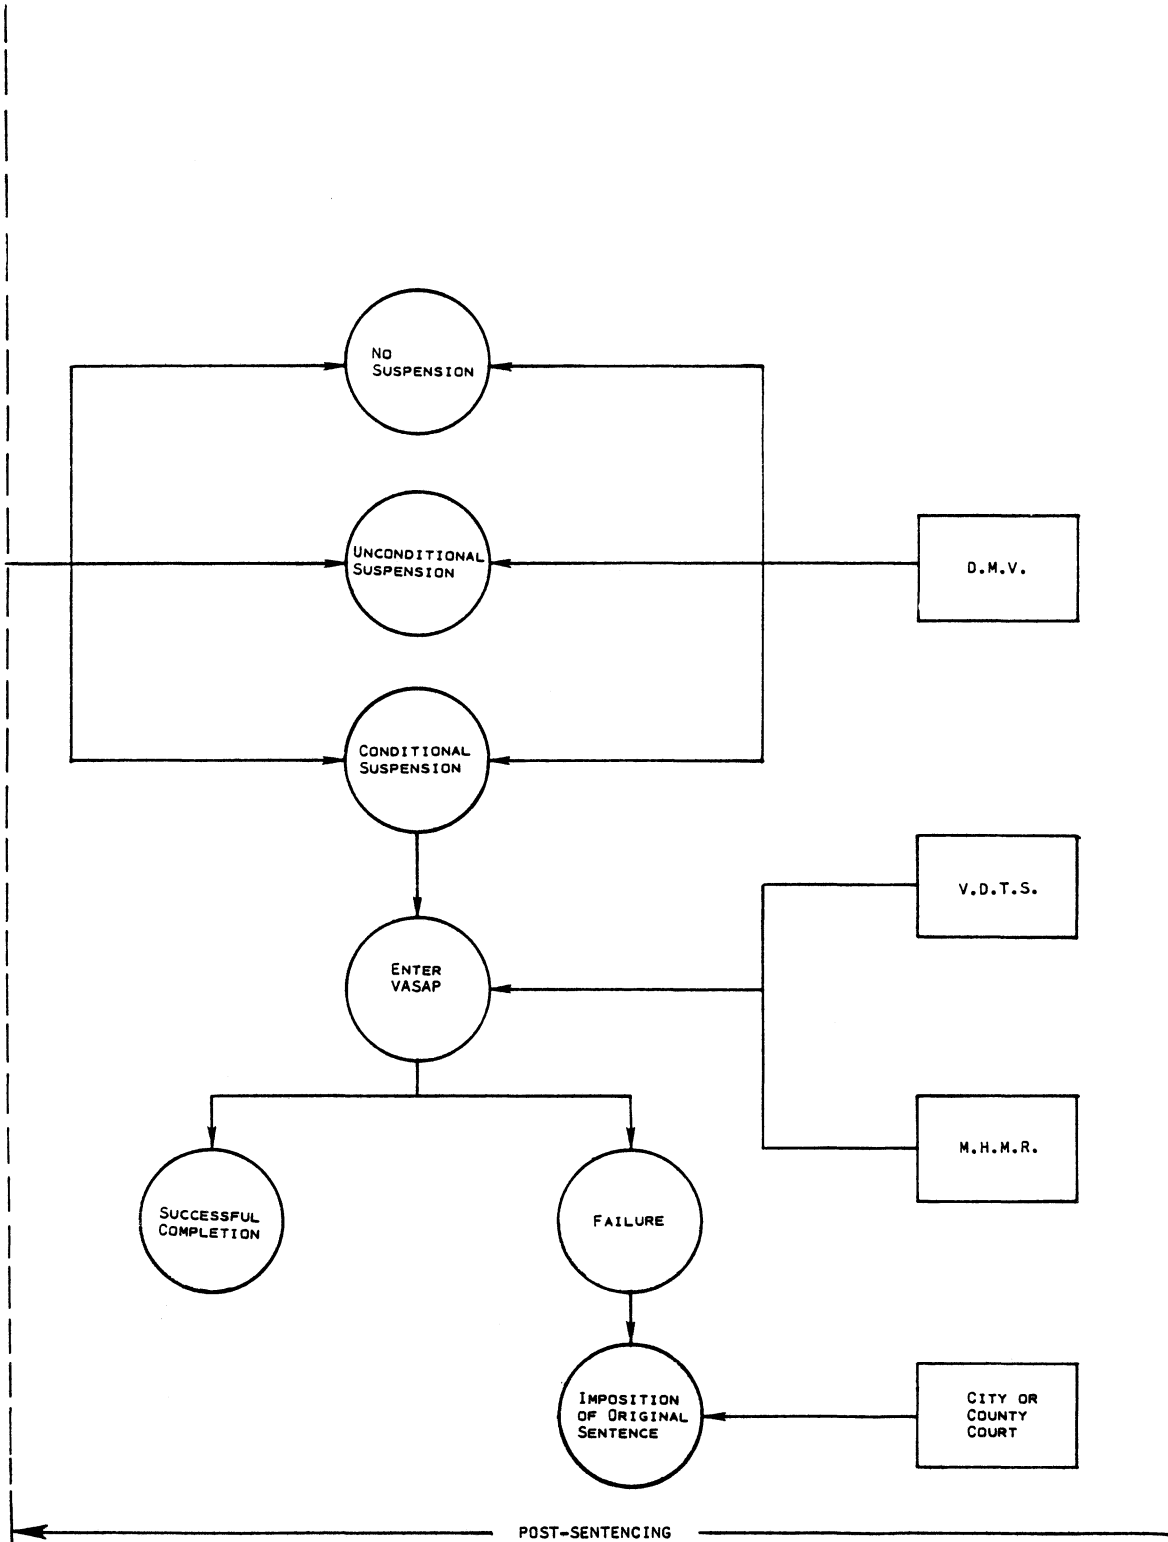 NO
SUSPENSION
UNCONDITIONAL
SUSPENSION
D.M.V.
CONDITIONAL
SUSPENSION
V.D.T.S.
ENTER
VASAP
M.H.M.R.
SUCCESSFUL
COMPLETION
FAILURE
IMPOSITION
OF ORIGINAL
SENTENCE
CITY OR
COUNTY
COURT
POST-SENTENCING